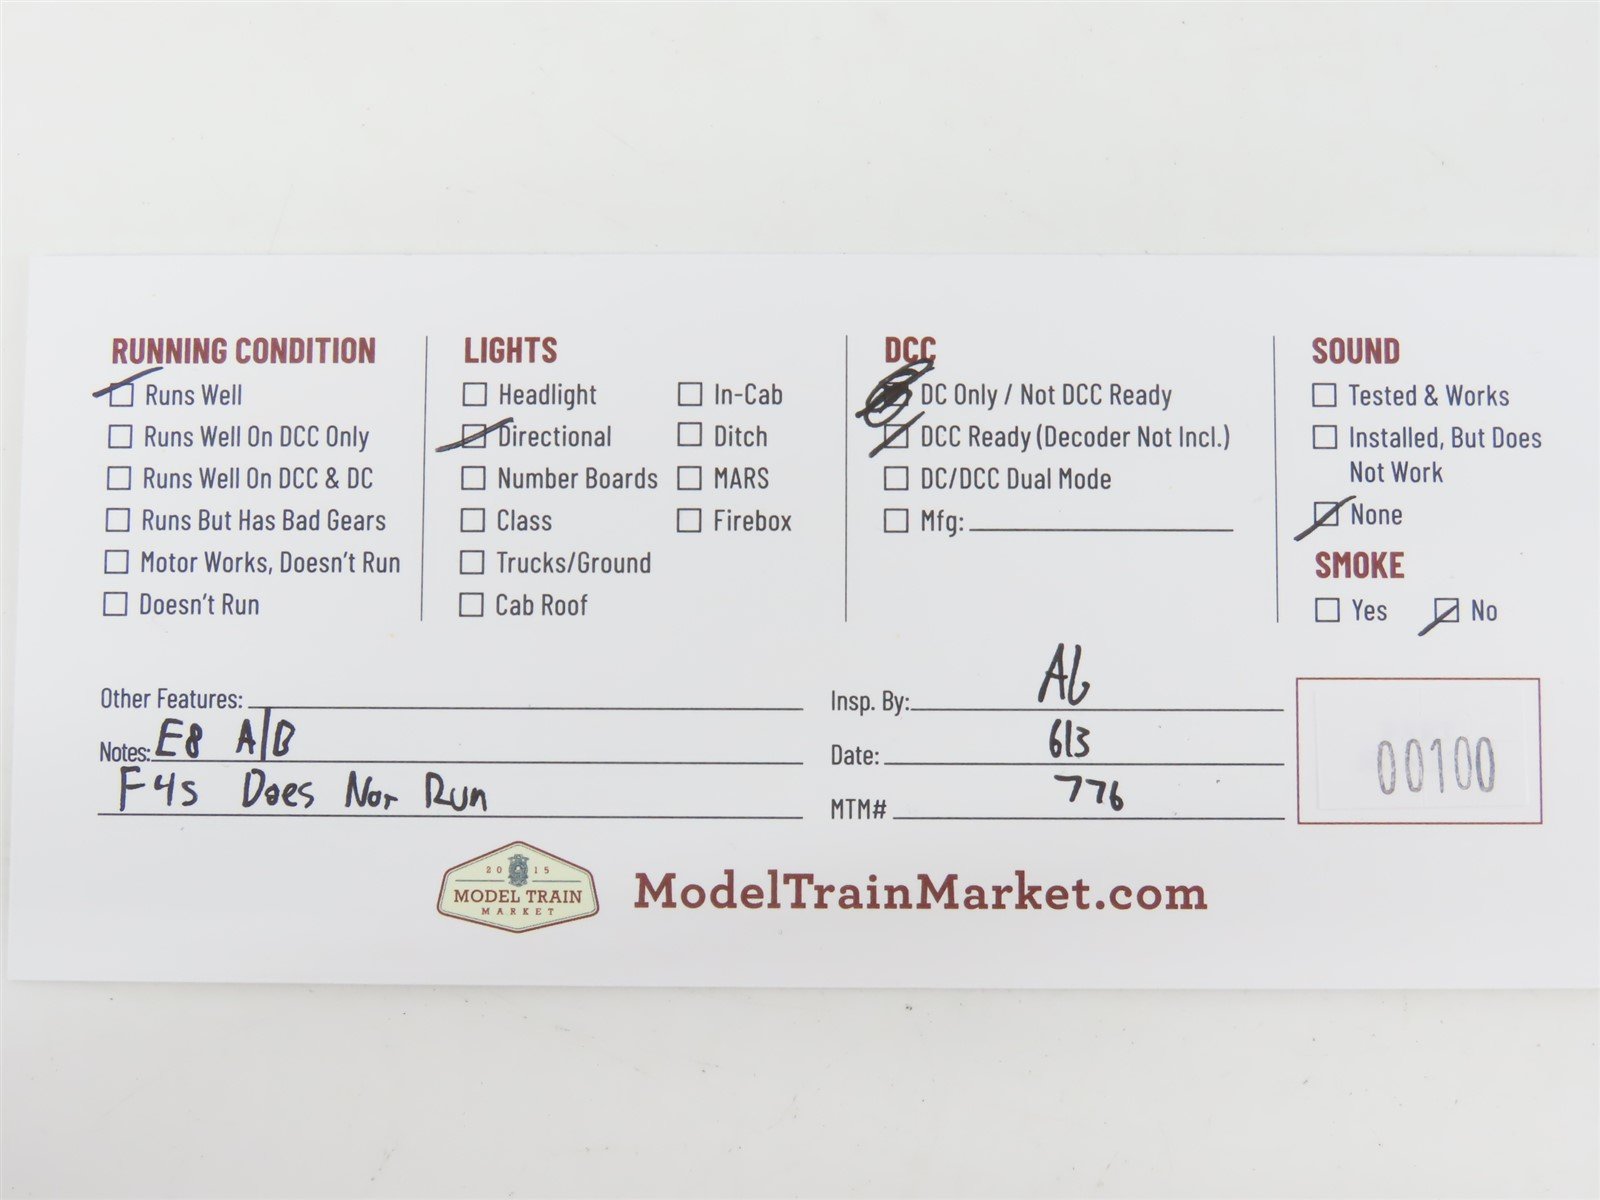 RUNNING CONDITION
Runs Well
Runs Well On DCC Only
Runs Well On DCC & DC
Runs But Has Bad Gears
Motor Works, Doesn't Run
Doesn't Run
LIGHTS
Headlight
Directional
Number Boards
Class
Trucks/Ground
Cab Roof
In-Cab
Ditch
MARS
Firebox
DCC
DC Only / Not DCC Ready
DCC Ready (Decoder Not Incl.)
DC/DCC Dual Mode
Mfg:
SOUND
Tested & Works
Installed, But Does
Not Work
None
SMOKE
Yes No
Other Features:
Notes: E8 A/B
F4s Does Not Run
Insp. By:
Date: 613
MTM# 776
00100
2015
MODEL TRAIN
MARKET
ModelTrainMarket.com